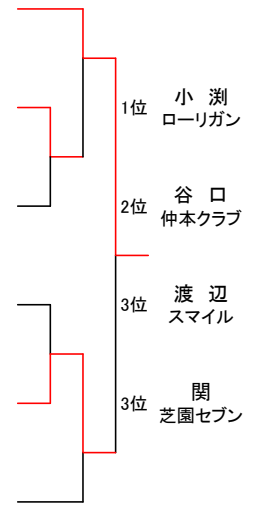 1位 小 渕
ローリガン
2位 谷 口
仲本クラブ
3位 渡 辺
スマイル
3位 関
芝園セブン